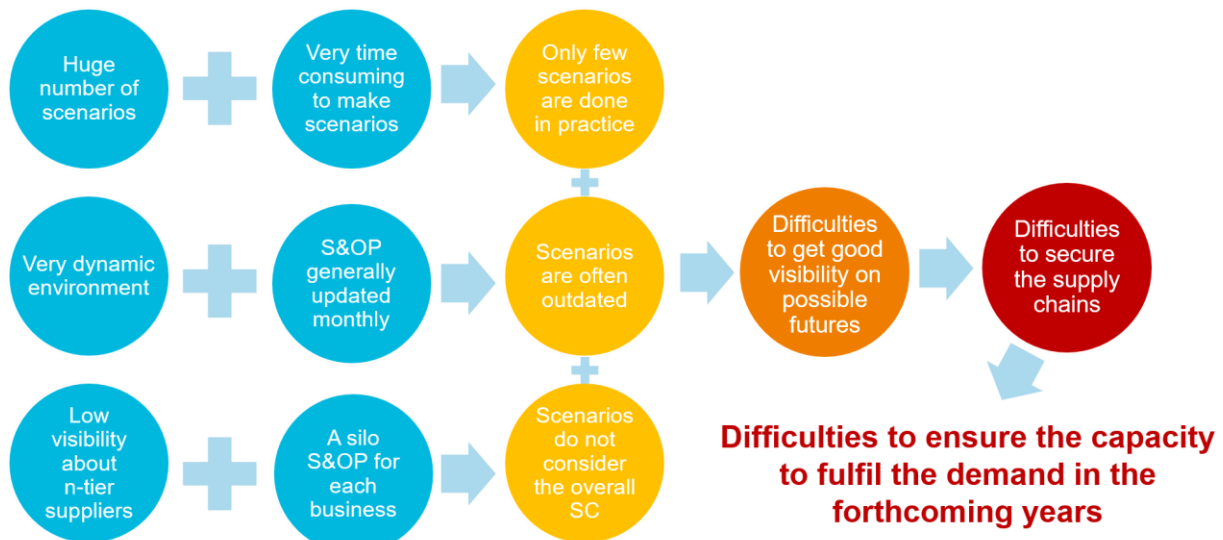 Huge
number of
scenarios
Very time
consuming
to make
scenarios
Only few
scenarios
are done
in practice
Very dynamic
environment
S&OP
generally
updated
monthly
Scenarios
are often
outdated
Difficulties
to get good
visibility on
possible
futures
Difficulties
to secure
the supply
chains
Low
visibility
about
n-tier
suppliers
A silo
S&OP for
each
business
Scenarios
do not
consider
the overall
SC
Difficulties to ensure the capacity
to fulfil the demand in the
forthcoming years